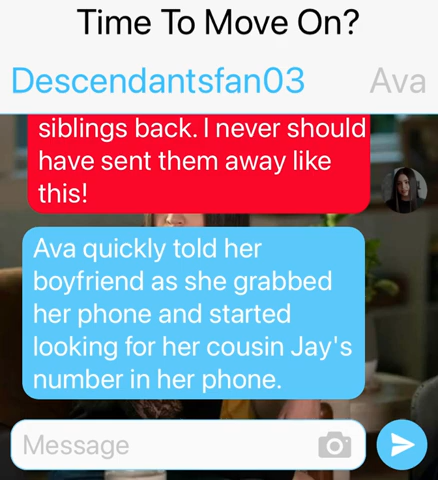 Time To Move On?
Descendantsfan03 Ava
siblings back. I never should
have sent them away like
this!
Ava quickly told her
boyfriend as she grabbed
her phone and started
looking for her cousin Jay's
number in her phone.
Message